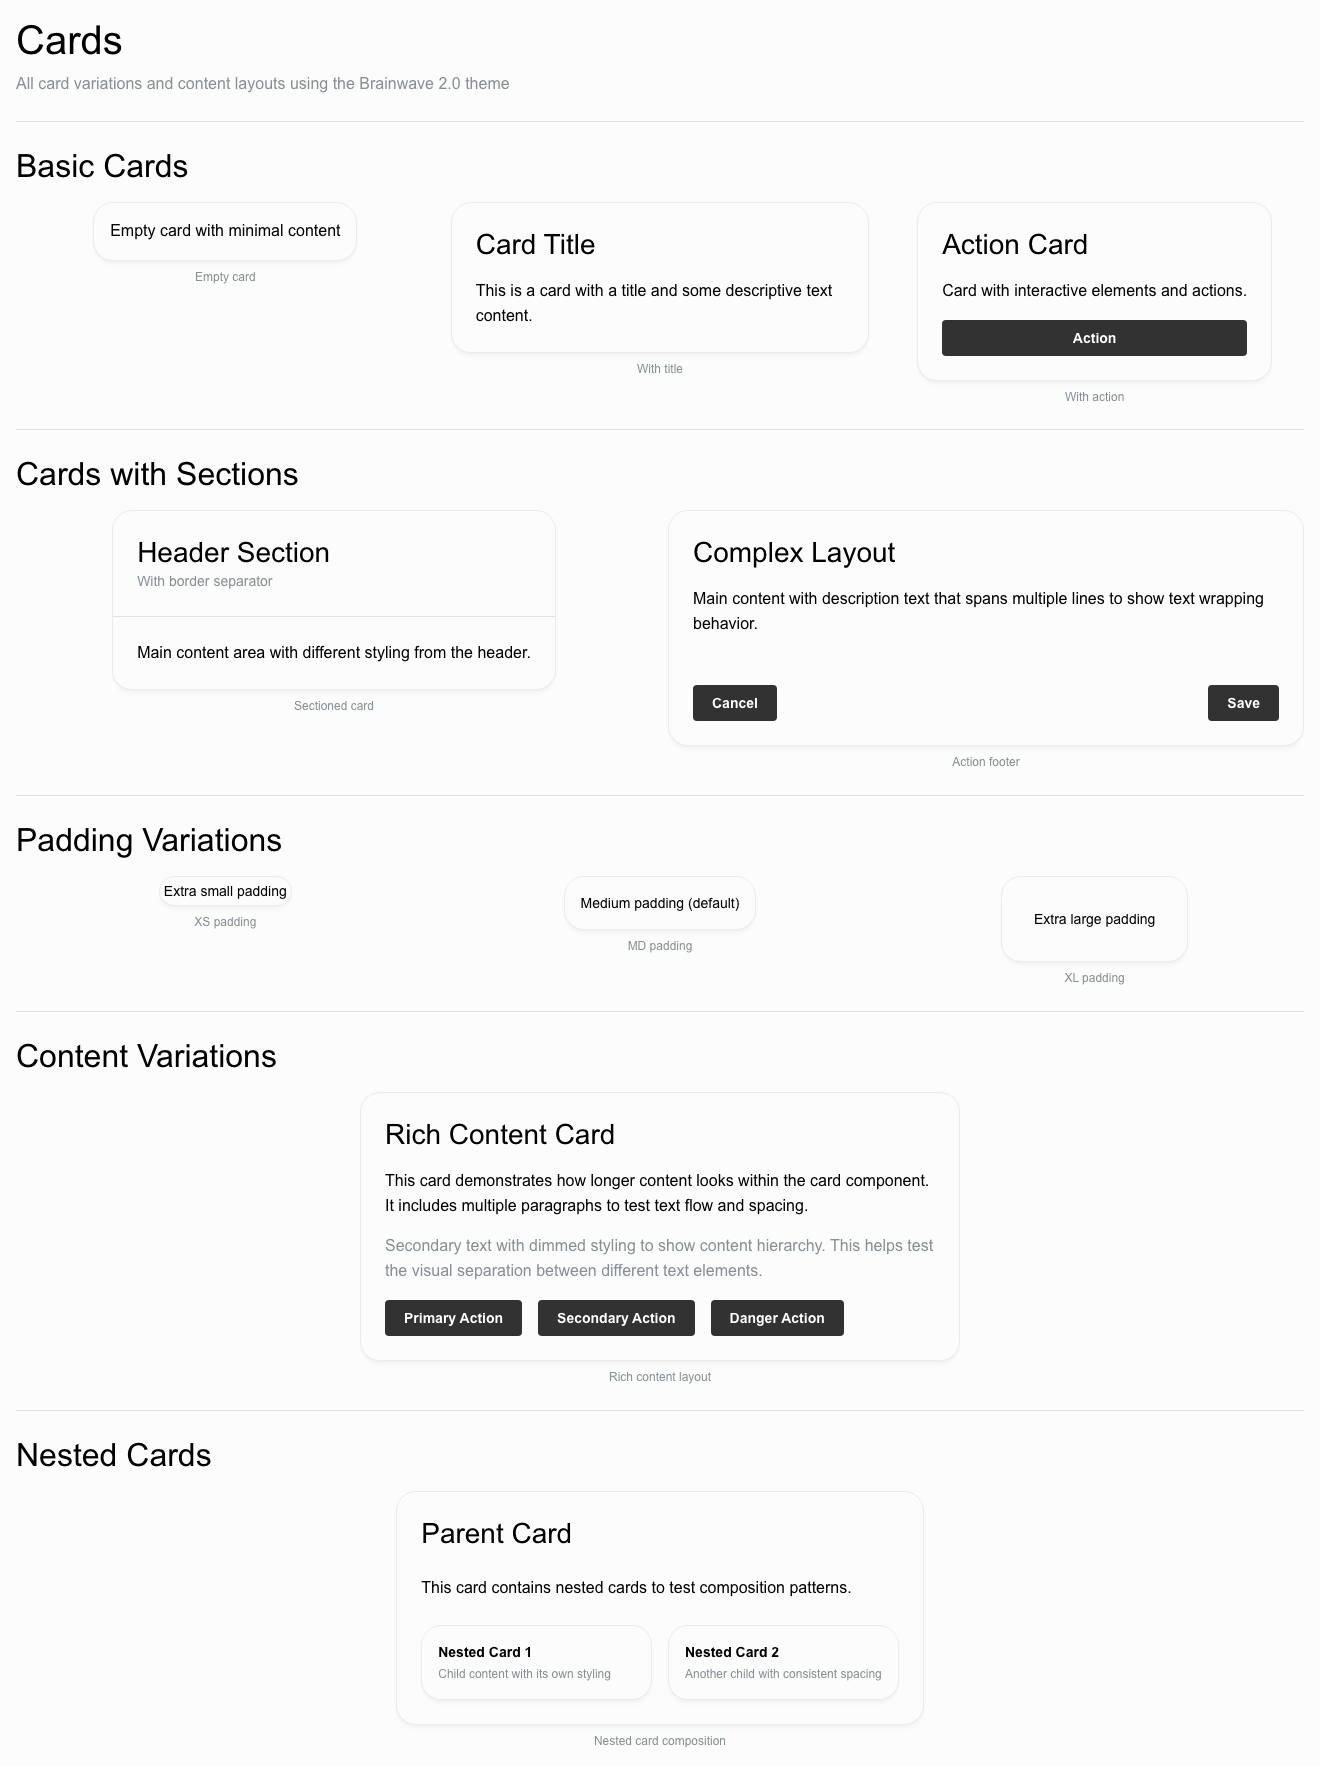 Cards
All card variations and content layouts using the Brainwave 2.0 theme
Basic Cards
Empty card with minimal content
Empty card
Card Title
This is a card with a title and some descriptive text
content.
With title
Action Card
Card with interactive elements and actions.
Action
With action
Cards with Sections
Header Section
With border separator
Main content area with different styling from the header.
Sectioned card
Complex Layout
Main content with description text that spans multiple lines to show text wrapping
behavior.
Cancel
Save
Action footer
Padding Variations
Extra small padding
XS padding
Medium padding (default)
MD padding
Extra large padding
XL padding
Content Variations
Rich Content Card
This card demonstrates how longer content looks within the card component.
It includes multiple paragraphs to test text flow and spacing.
Secondary text with dimmed styling to show content hierarchy. This helps test
the visual separation between different text elements.
Primary Action
Secondary Action
Danger Action
Rich content layout
Nested Cards
Parent Card
This card contains nested cards to test composition patterns.
Nested Card 1
Child content with its own styling
Nested Card 2
Another child with consistent spacing
Nested card composition